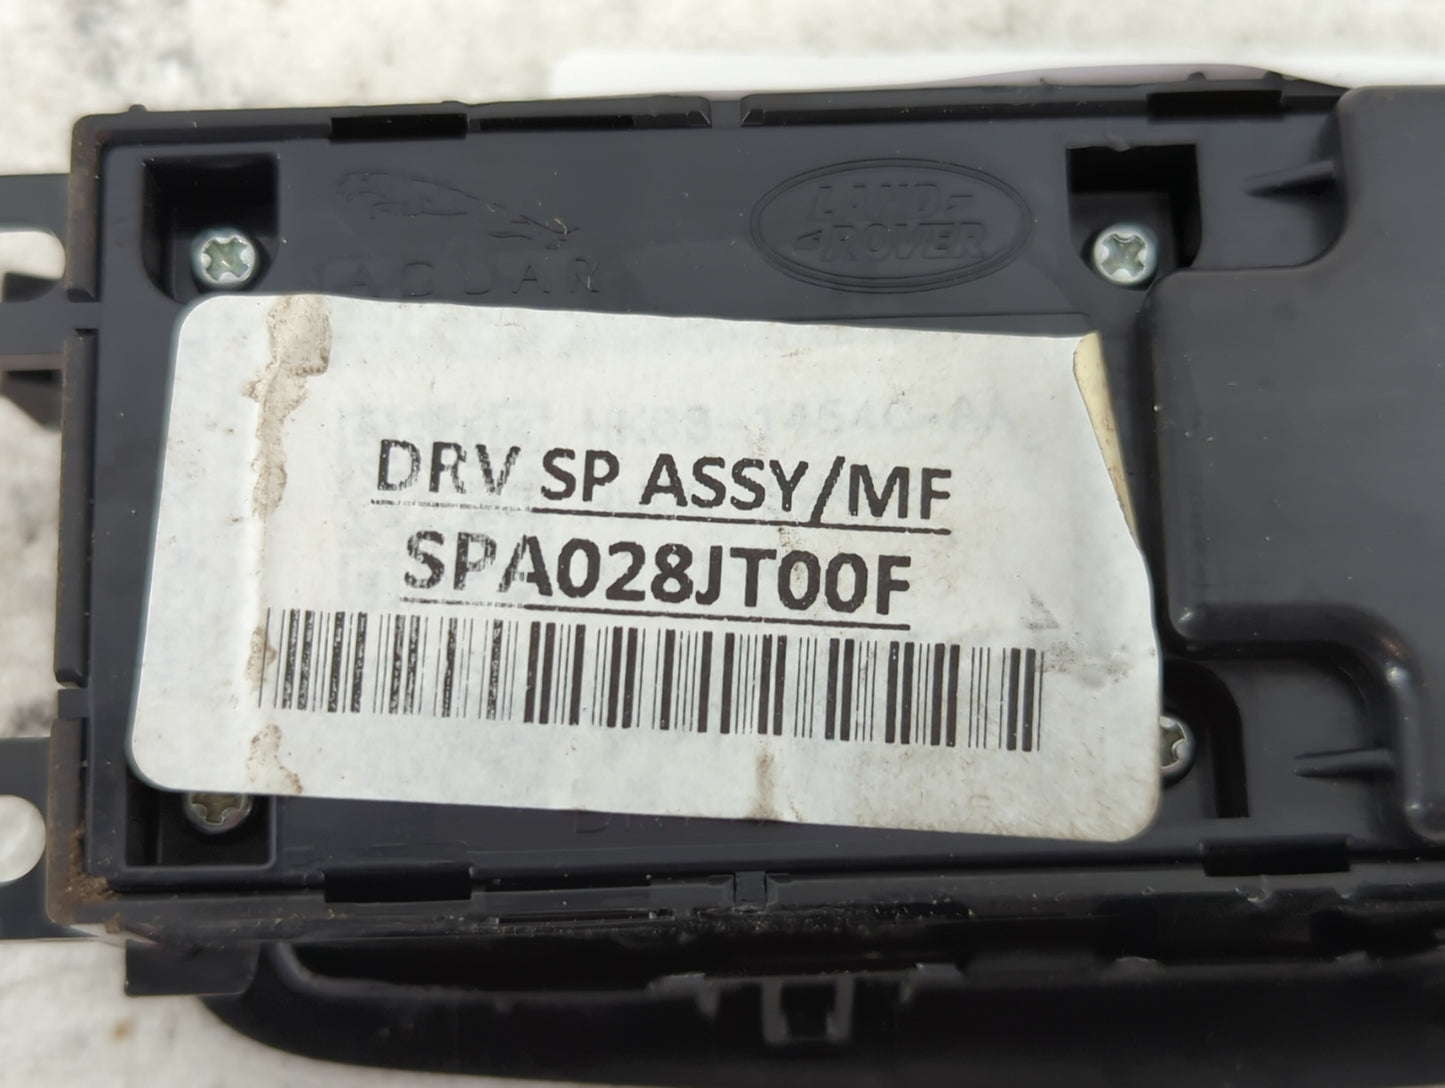 JAGUAR
LAND ROVER
DRV SP ASSY/MF
SPA028JT00F